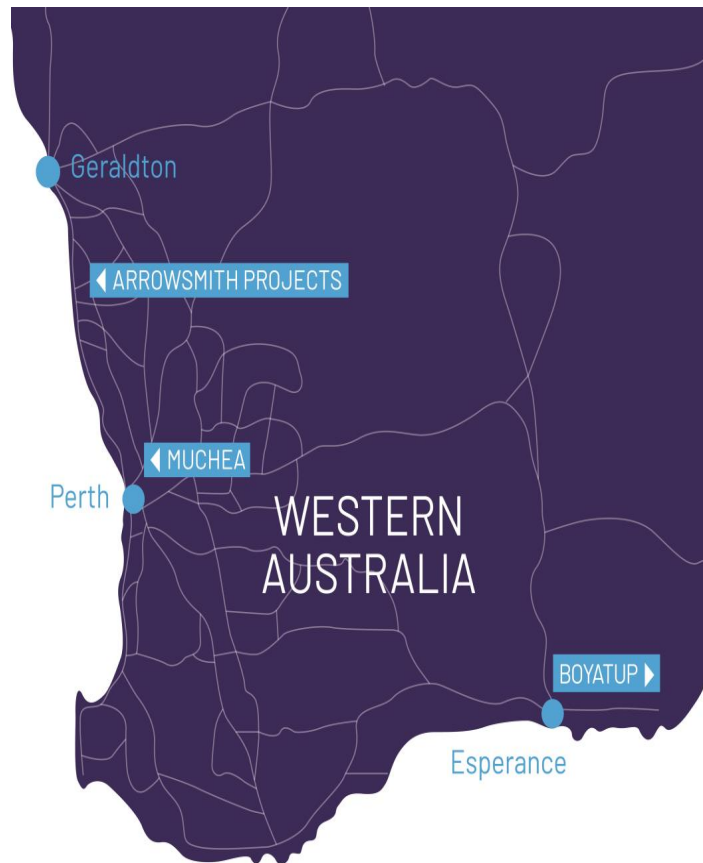 Geraldton
ARROWSMITH PROJECTS
MUCHEA
Perth
WESTERN
AUSTRALIA
BOYATUP
Esperance